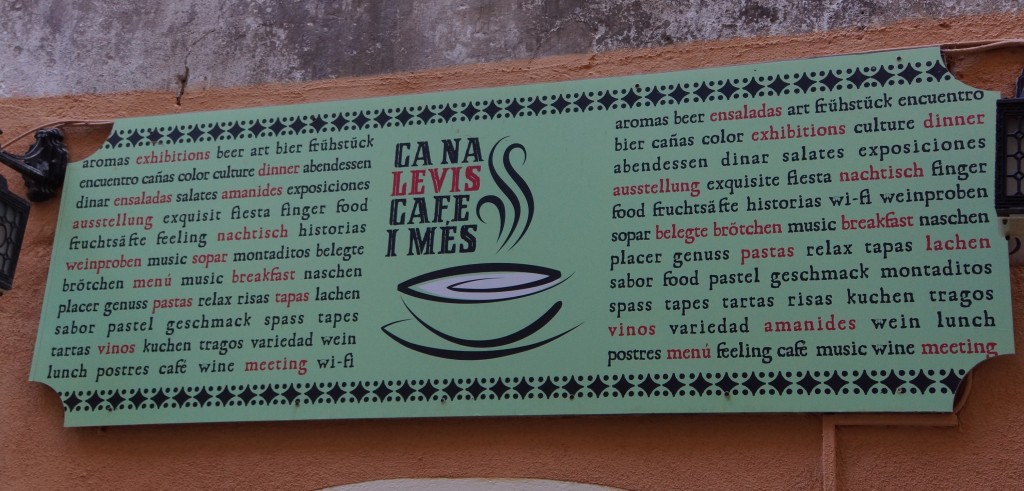 aromas exhibitions beer art bier frühstück
encuentro cañas color culture dinner abendessen
dinar ensaladas salates amanides exposiciones
ausstellung exquisit fiesta finger food
fruchtsäfte feeling nachtisch historias
weinproben music sopar montaditos belegte
brötchen menú music breakfast naschen
placer genuss pastas relax risas tapas lachen
sabor pastel geschmack spass tapes
tartas vinos kuchen tragos variedad wein
lunch postres café wine meeting wi-fi
CA NA
LEVIS
CAFE
I MÉS
aromas beer ensaladas art frühstück encuentro
bier cañas color exhibitions culture dinner
abendessen dinar salates exposiciones
ausstellung exquisite fiesta nachtisch finger
food fruchtsäfte historias wi-fi weinproben
sopar belegte brötchen music breakfast naschen
placer genuss pastas relax tapas lachen
sabor food pastel geschmack montaditos
spass tapes tartas risas kuchen tragos
vinos variedad amanides wein lunch
postres menú feeling café music wine meeting